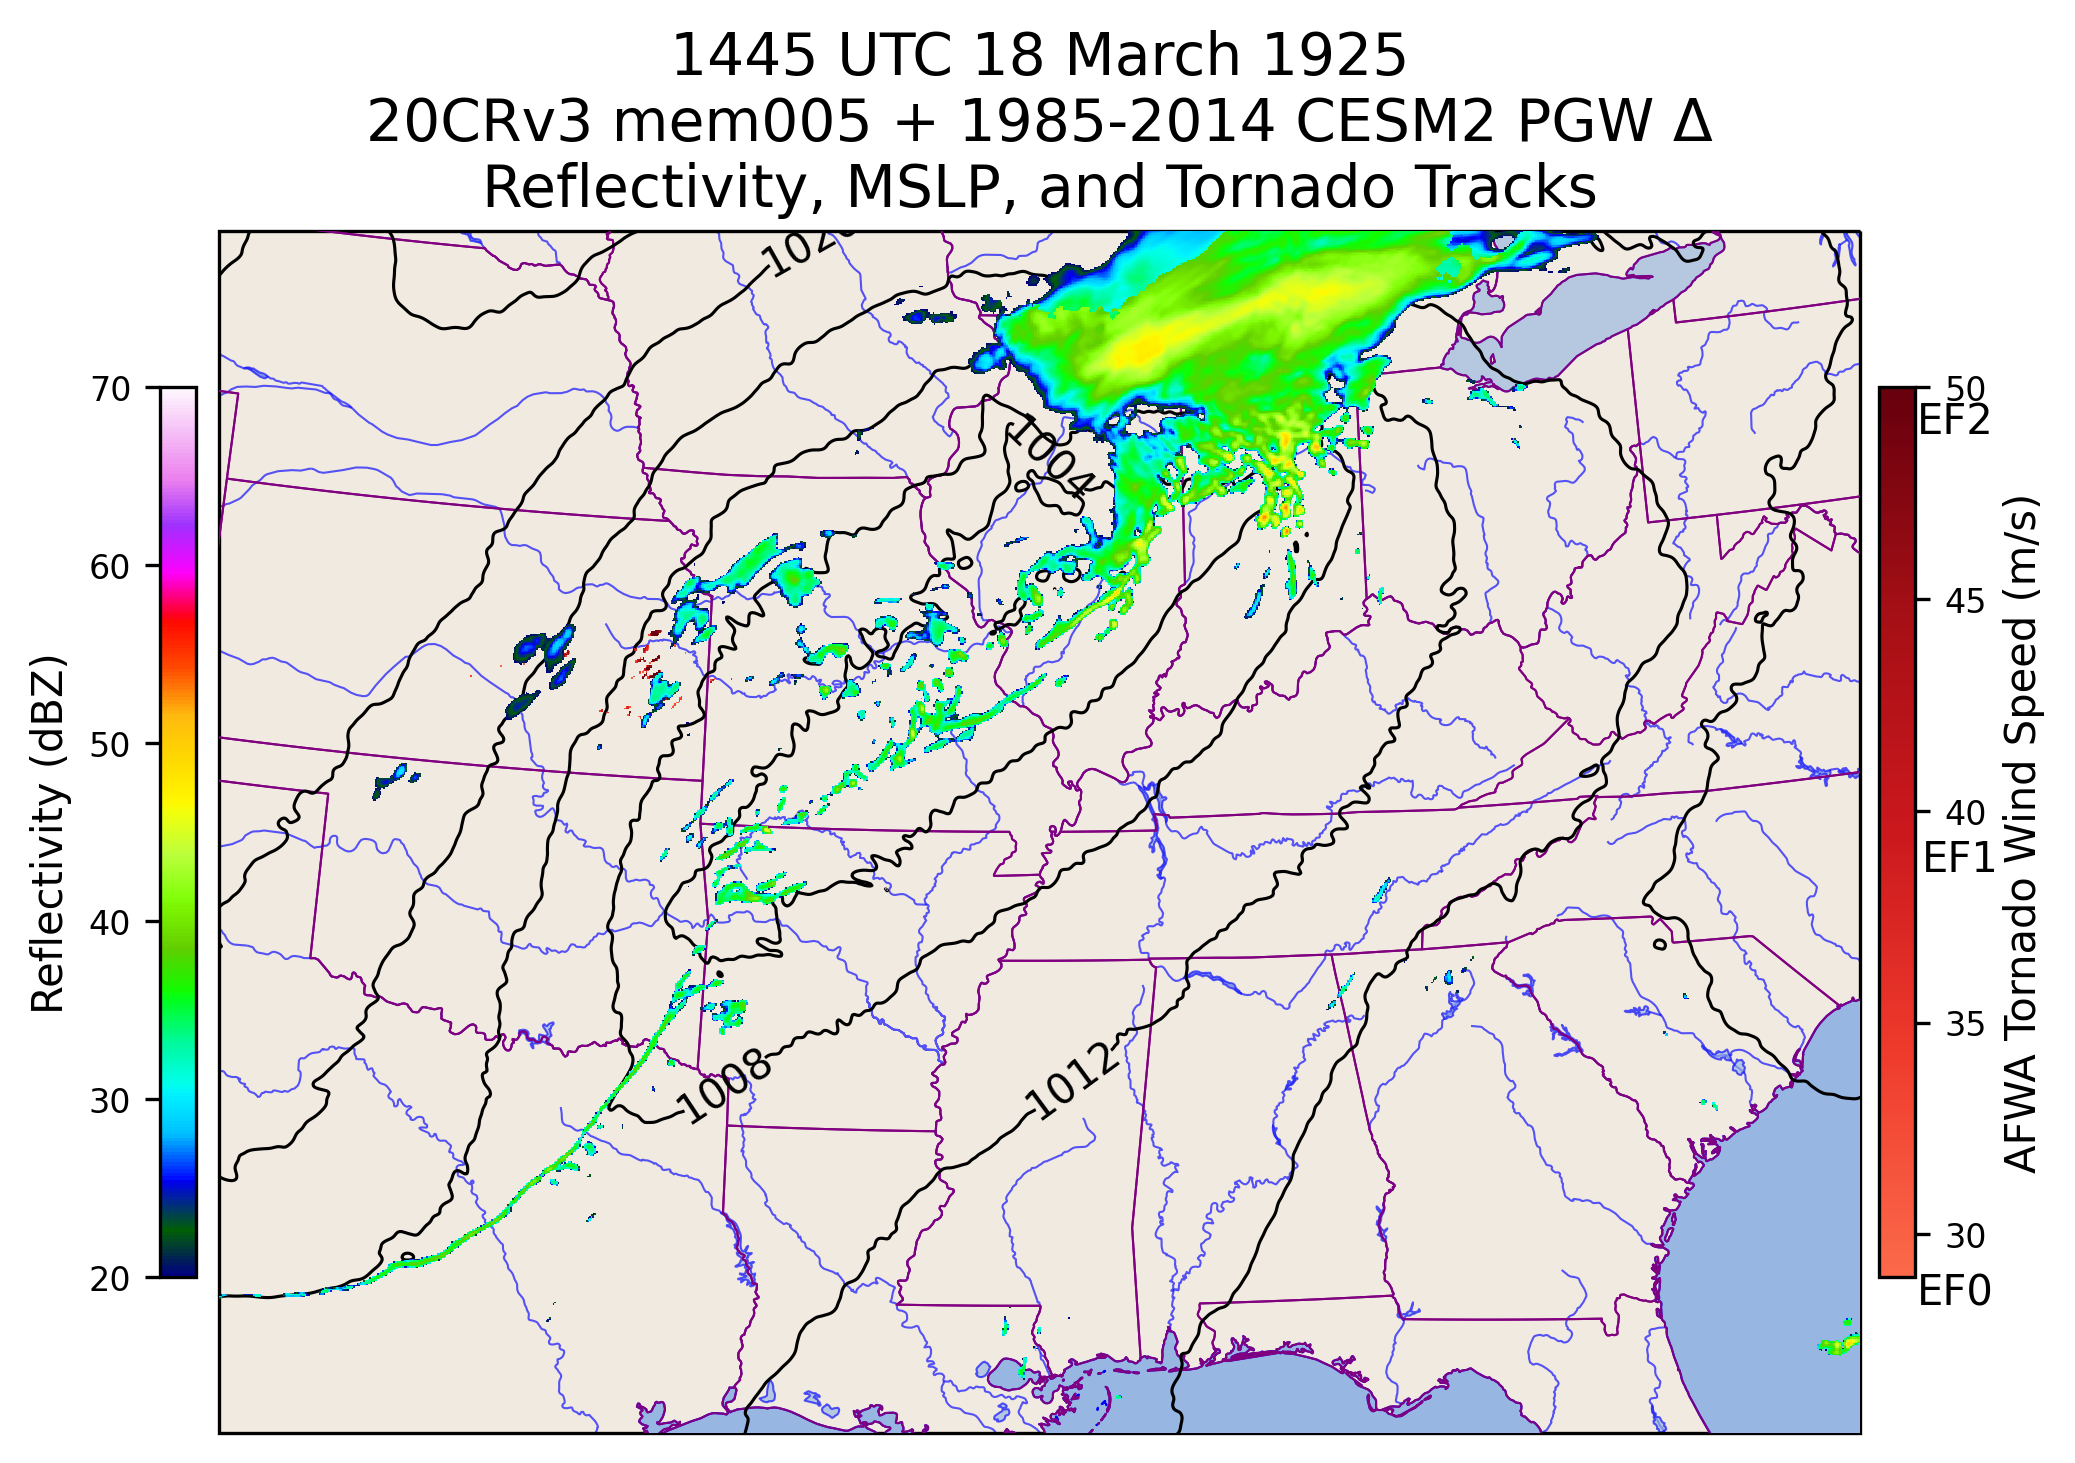 1445 UTC 18 March 1925
20CRv3 mem005 + 1985-2014 CESM2 PGW Δ
Reflectivity, MSLP, and Tornado Tracks
70
60
50
40
30
20
Reflectivity (dBZ)
1004
1008
1012
50
EF2
45
40
EF1
35
30
EF0
AFWA Tornado Wind Speed (m/s)